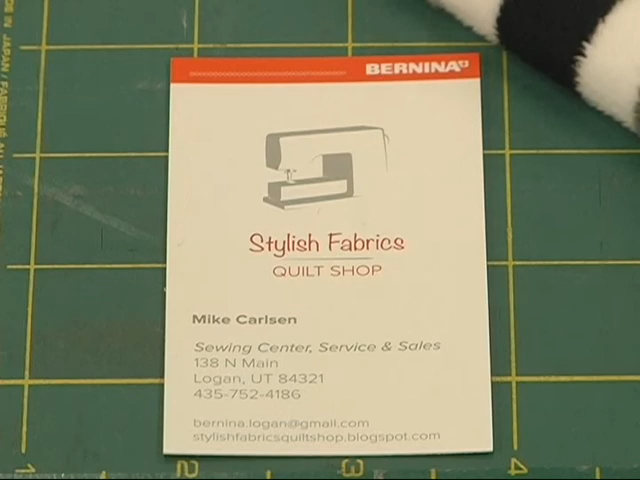 BERNINA
Stylish Fabrics
QUILT SHOP
Mike Carlsen
Sewing Center, Service & Sales
138 N Main
Logan, UT 84321
435-752-4186
bernina.logan@gmail.com
stylishfabricsquiltshop.blogspot.com
1 2 3 4